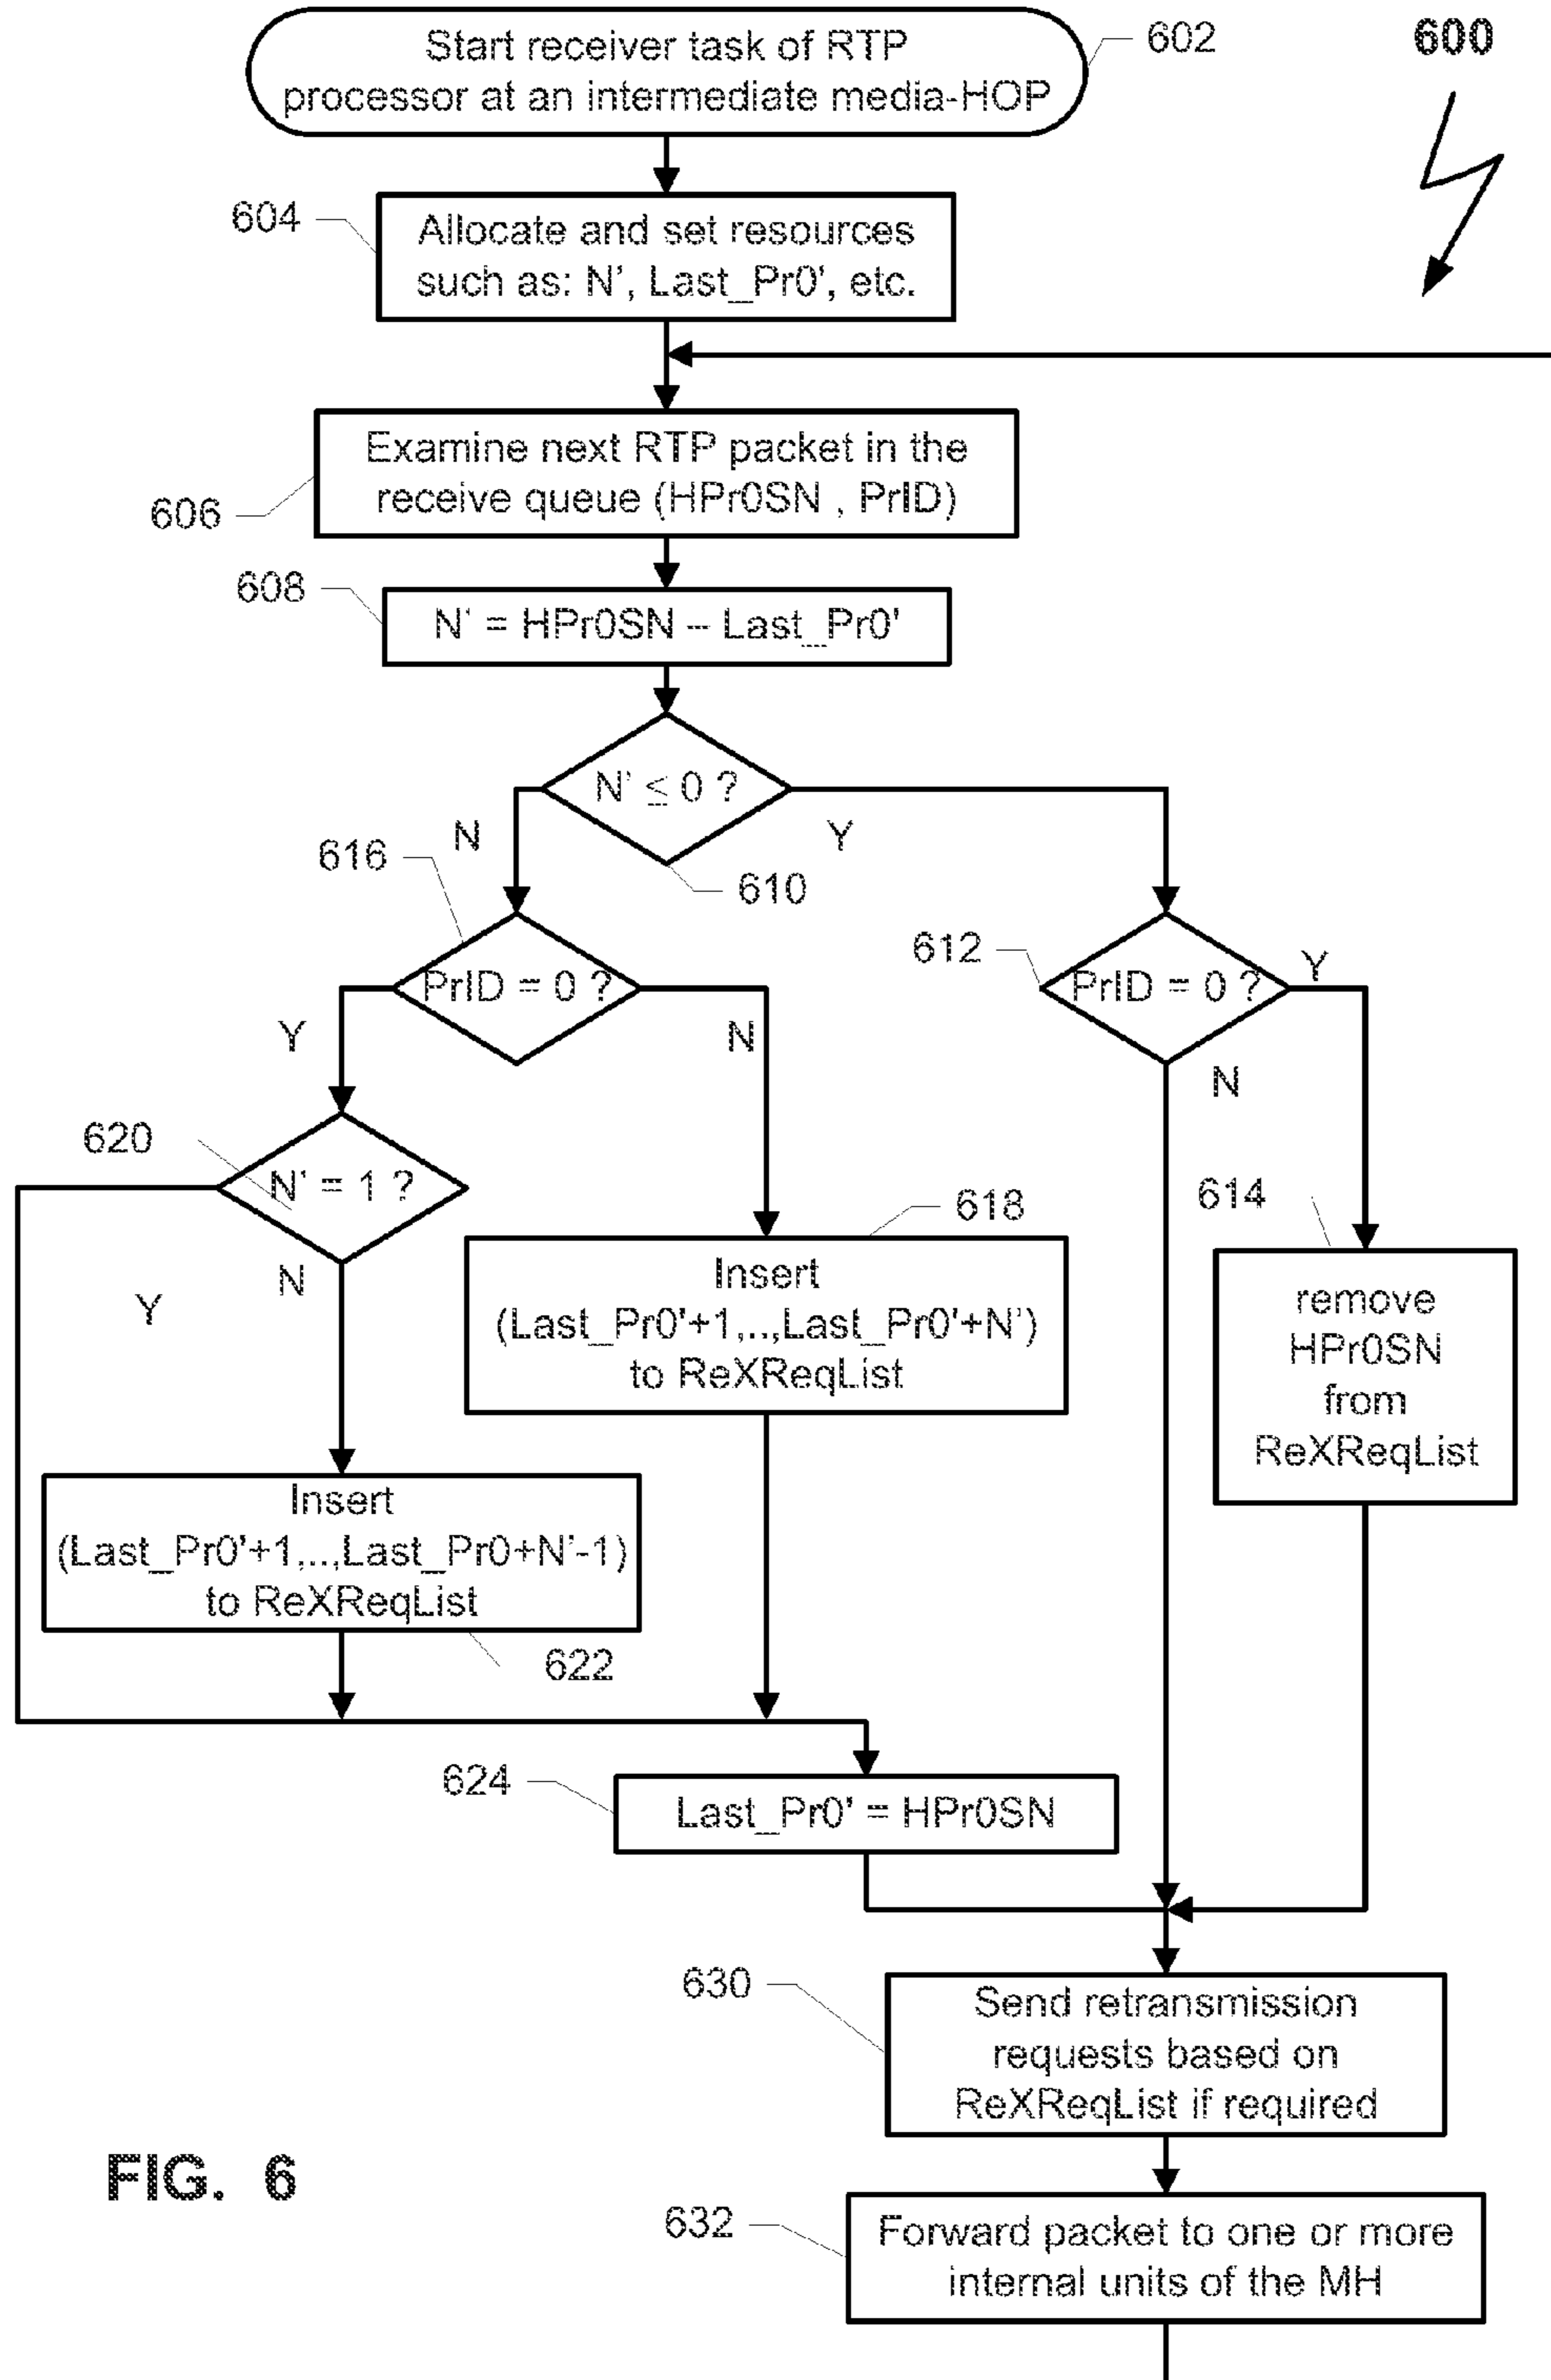 Start receiver task of RTP
processor at an intermediate media-HOP
602
600
604
Allocate and set resources
such as: N', Last_Pr0', etc.
Examine next RTP packet in the
receive queue (HPr0SN , PrID)
606
608
N' = HPr0SN – Last_Pr0'
N' ≤ 0 ?
N
Y
616
610
612
PrID = 0 ?
PrID = 0 ?
Y
Y
N
N
620
N' = 1 ?
614
618
N
Y
Insert
(Last_Pr0'+1,..,Last_Pr0'+N')
to ReXReqList
remove
HPr0SN
from
ReXReqList
Insert
(Last_Pr0'+1,..,Last_Pr0+N'-1)
to ReXReqList
622
624
Last_Pr0' = HPr0SN
630
Send retransmission
requests based on
ReXReqList if required
FIG. 6
632
Forward packet to one or more
internal units of the MH